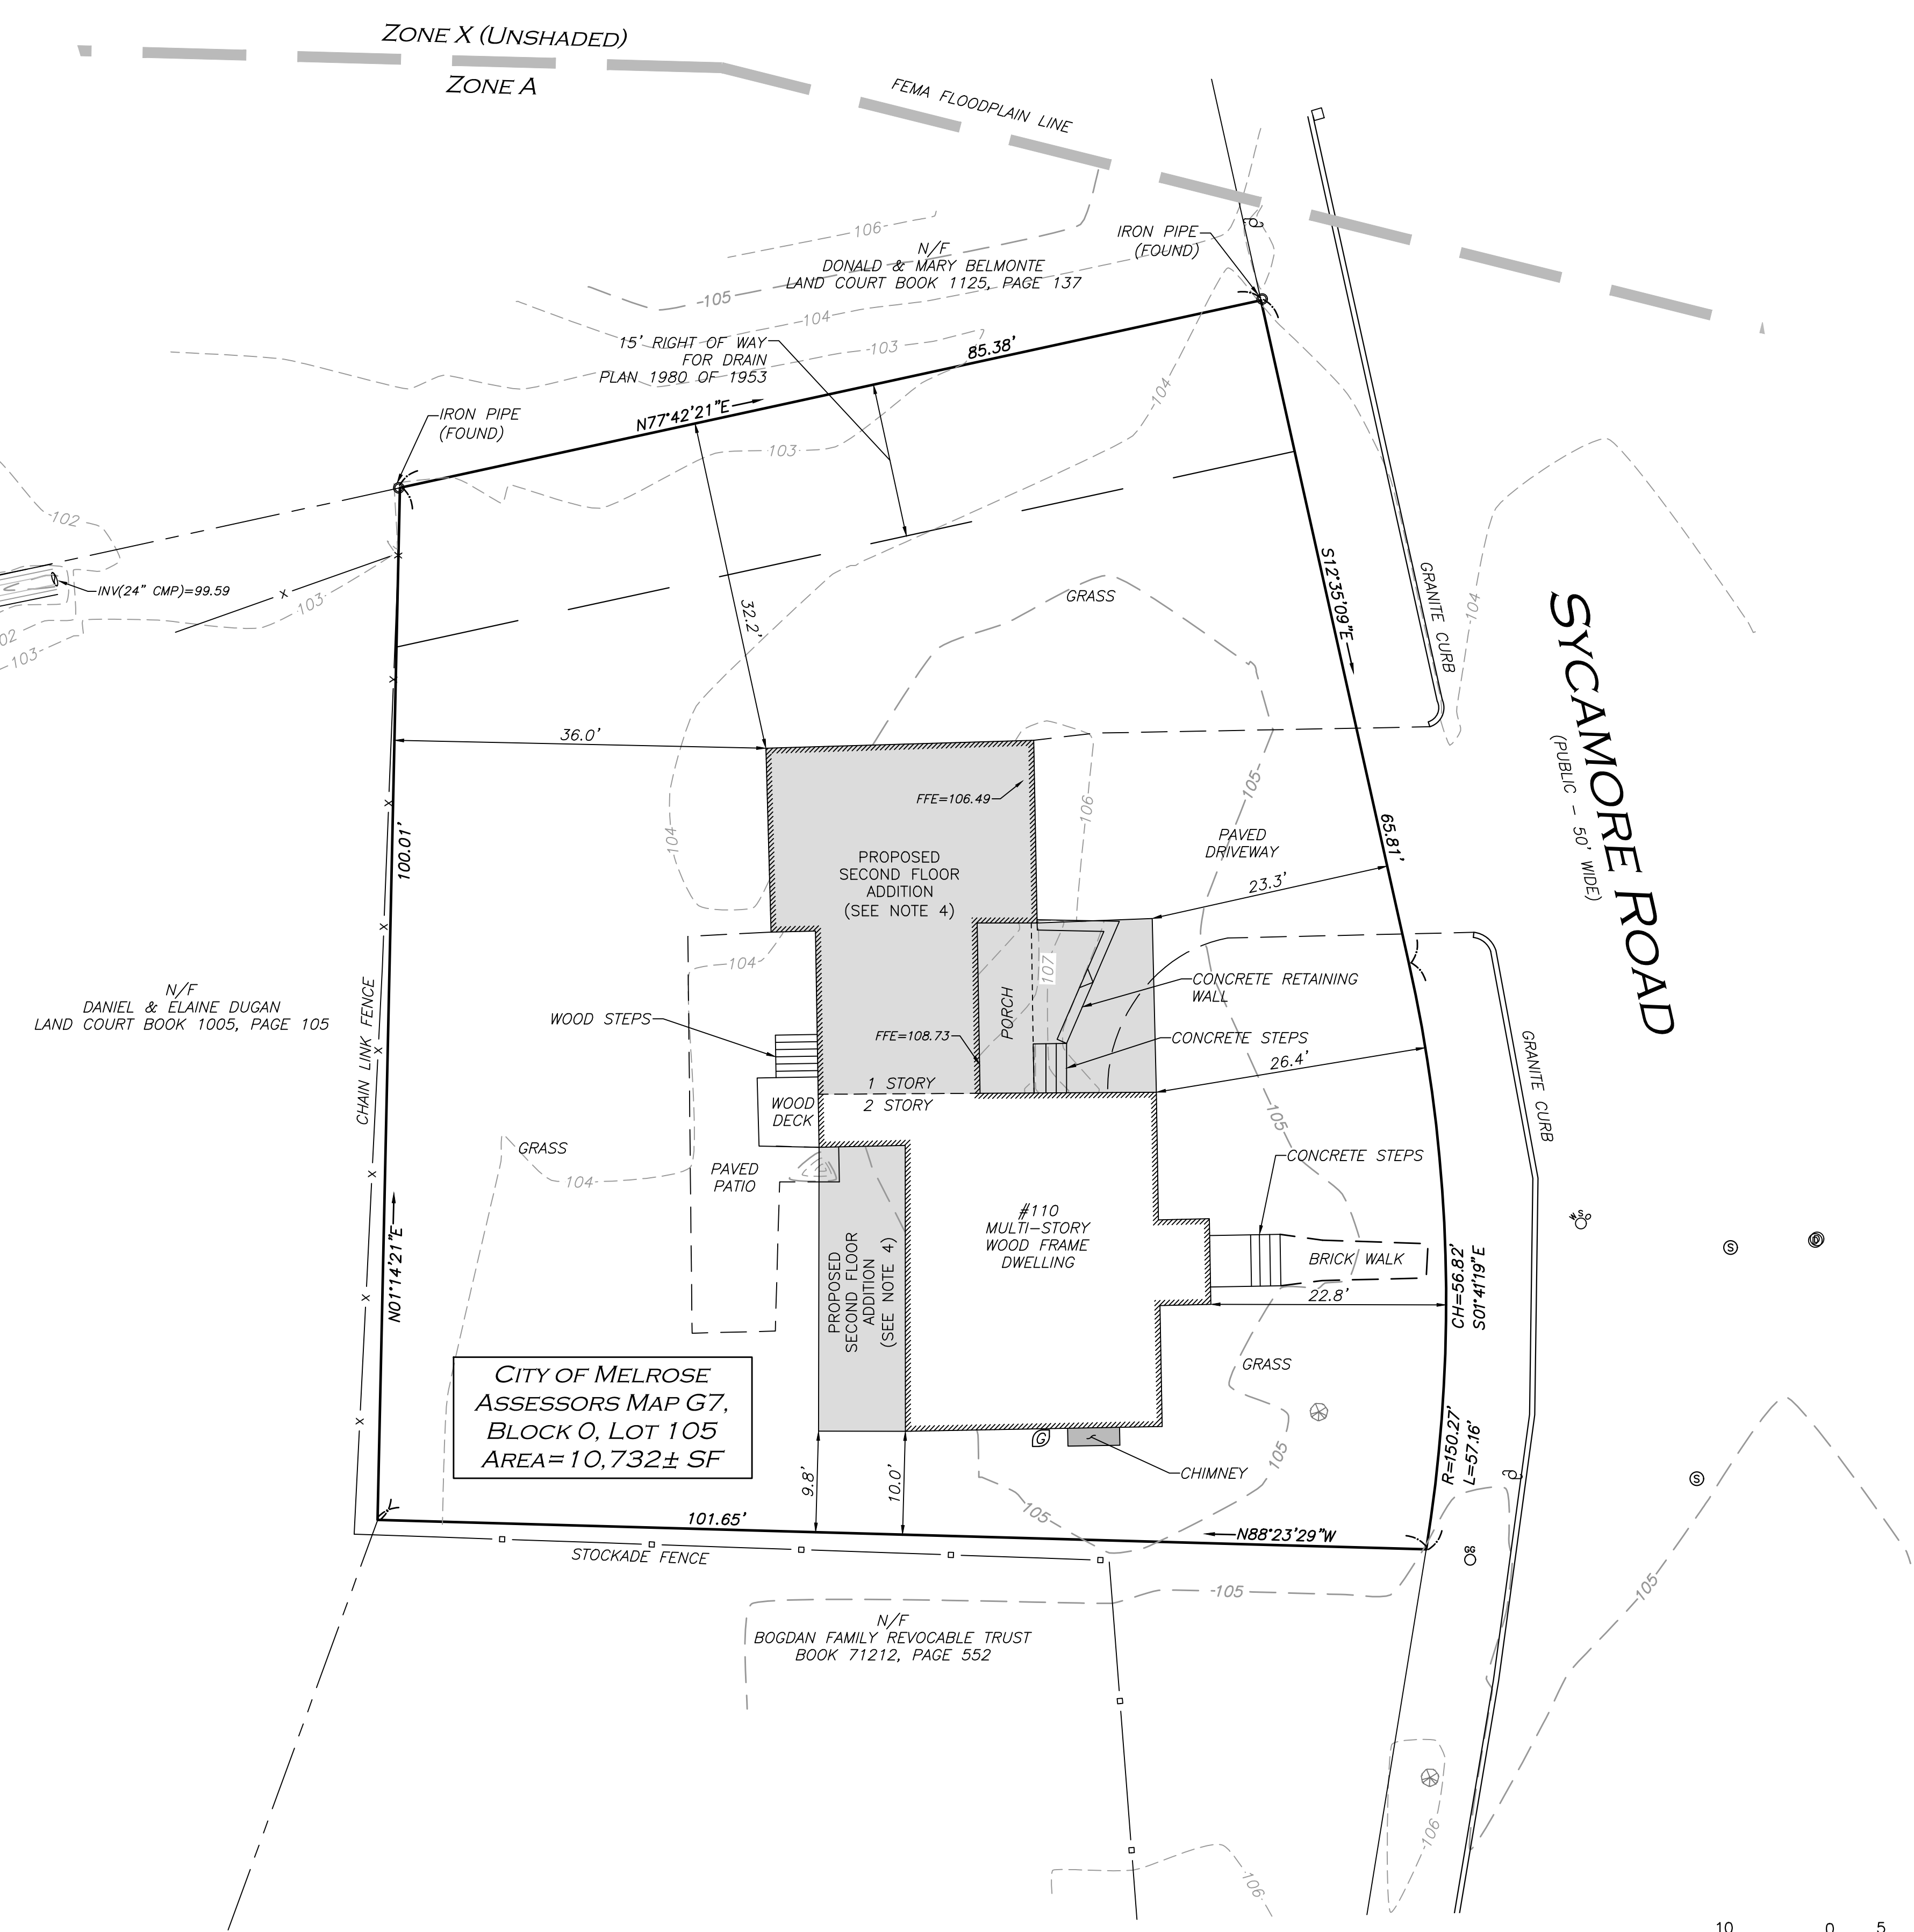 ZONE X (UNSHADED)
ZONE A
FEMA FLOODPLAIN LINE
106
N/F
DONALD & MARY BELMONTE
LAND COURT BOOK 1125, PAGE 137
105
104
103
IRON PIPE
(FOUND)
15' RIGHT OF WAY
FOR DRAIN
PLAN 1980 OF 1953
85.38'
N77°42'21"E
IRON PIPE
(FOUND)
103
104
102
INV(24" CMP)=99.59
103
02
103
32.2'
GRASS
S12°35'09"E
GRANITE CURB
104
SYCAMORE ROAD
(PUBLIC - 50' WIDE)
36.0'
FFE=106.49
106
105
104
100.01'
PROPOSED
SECOND FLOOR
ADDITION
(SEE NOTE 4)
PAVED
DRIVEWAY
65.81'
23.3'
104
107
PORCH
CONCRETE RETAINING
WALL
N/F
DANIEL & ELAINE DUGAN
LAND COURT BOOK 1005, PAGE 105
CHAIN LINK FENCE
WOOD STEPS
FFE=108.73
CONCRETE STEPS
26.4'
1 STORY
2 STORY
WOOD
DECK
105
GRANITE CURB
GRASS
104
PAVED
PATIO
CONCRETE STEPS
#110
MULTI-STORY
WOOD FRAME
DWELLING
BRICK WALK
22.8'
PROPOSED
SECOND FLOOR
ADDITION
(SEE NOTE 4)
N01°14'21"E
CH=56.82'
S01°41'19"E
WSO
S
D
GRASS
CITY OF MELROSE
ASSESSORS MAP G7,
BLOCK 0, LOT 105
AREA=10,732± SF
G
105
R=150.27'
L=57.16'
S
CHIMNEY
9.8'
10.0'
105
101.65'
N88°23'29"W
STOCKADE FENCE
GG
105
105
N/F
BOGDAN FAMILY REVOCABLE TRUST
BOOK 71212, PAGE 552
106
106
10 0 5